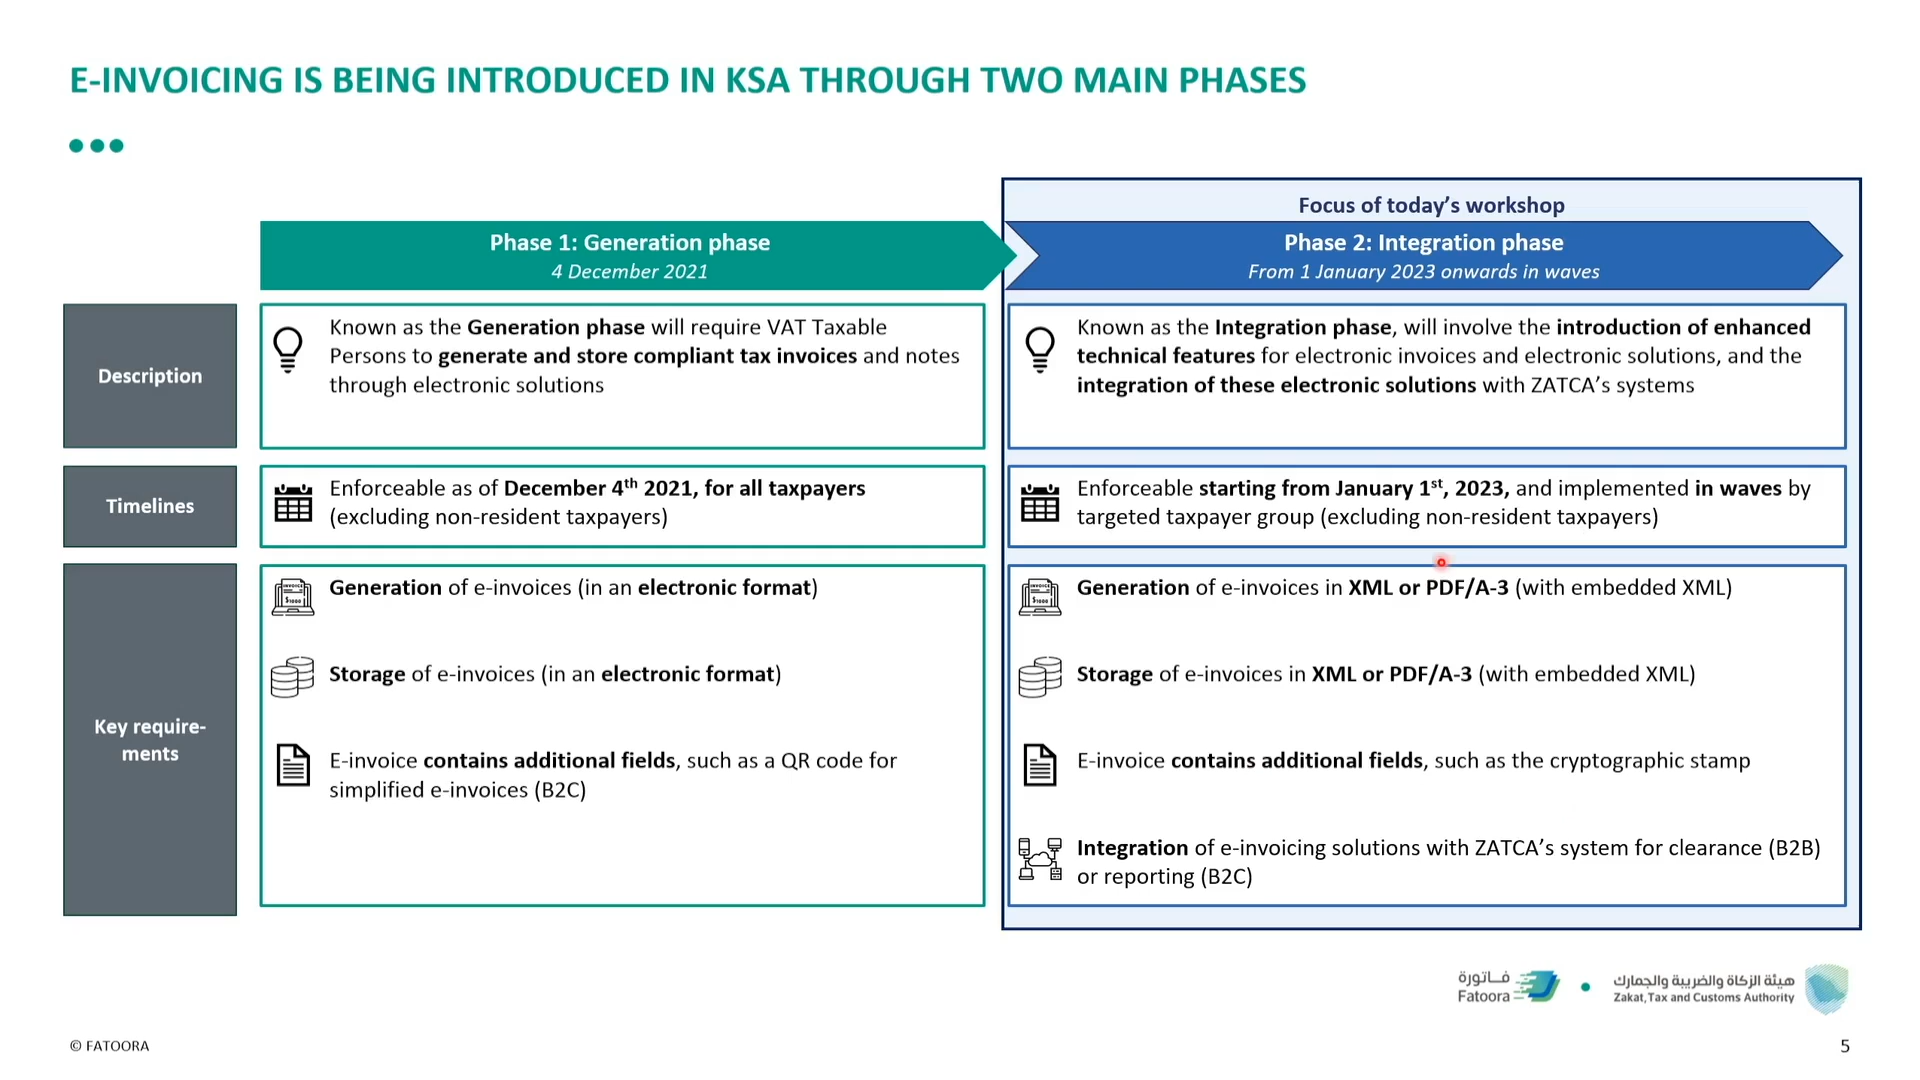 E-INVOICING IS BEING INTRODUCED IN KSA THROUGH TWO MAIN PHASES
Focus of today's workshop
Phase 1: Generation phase
4 December 2021
Phase 2: Integration phase
From 1 January 2023 onwards in waves
Description
Known as the Generation phase will require VAT Taxable
Persons to generate and store compliant tax invoices and notes
through electronic solutions
Known as the Integration phase, will involve the introduction of enhanced
technical features for electronic invoices and electronic solutions, and the
integration of these electronic solutions with ZATCA's systems
Timelines
Enforceable as of December 4th 2021, for all taxpayers
(excluding non-resident taxpayers)
Enforceable starting from January 1st, 2023, and implemented in waves by
targeted taxpayer group (excluding non-resident taxpayers)
Key require-
ments
Generation of e-invoices (in an electronic format)
Storage of e-invoices (in an electronic format)
E-invoice contains additional fields, such as a QR code for
simplified e-invoices (B2C)
Generation of e-invoices in XML or PDF/A-3 (with embedded XML)
Storage of e-invoices in XML or PDF/A-3 (with embedded XML)
E-invoice contains additional fields, such as the cryptographic stamp
Integration of e-invoicing solutions with ZATCA's system for clearance (B2B)
or reporting (B2C)
فـاتورة
Fatoora
هيئة الزكاة والضريبة والجمارك
Zakat, Tax and Customs Authority
© FATOORA
5